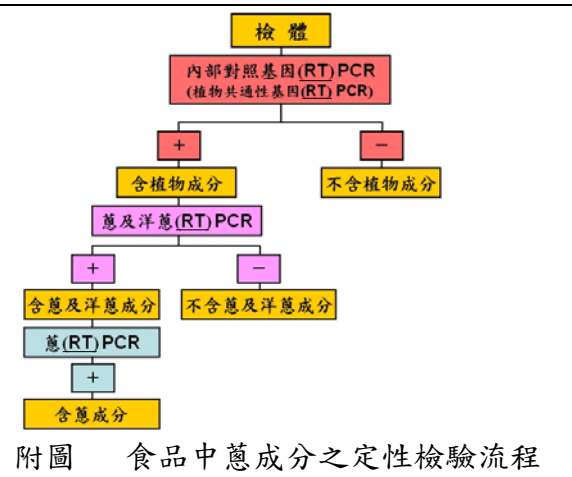 檢 體
內部對照基因(RT)PCR
(植物共通性基因(RT) PCR)
+
−
含植物成分
不含植物成分
蔥及洋蔥(RT)PCR
+
−
含蔥及洋蔥成分
不含蔥及洋蔥成分
蔥(RT)PCR
+
含蔥成分
附圖 食品中蔥成分之定性檢驗流程